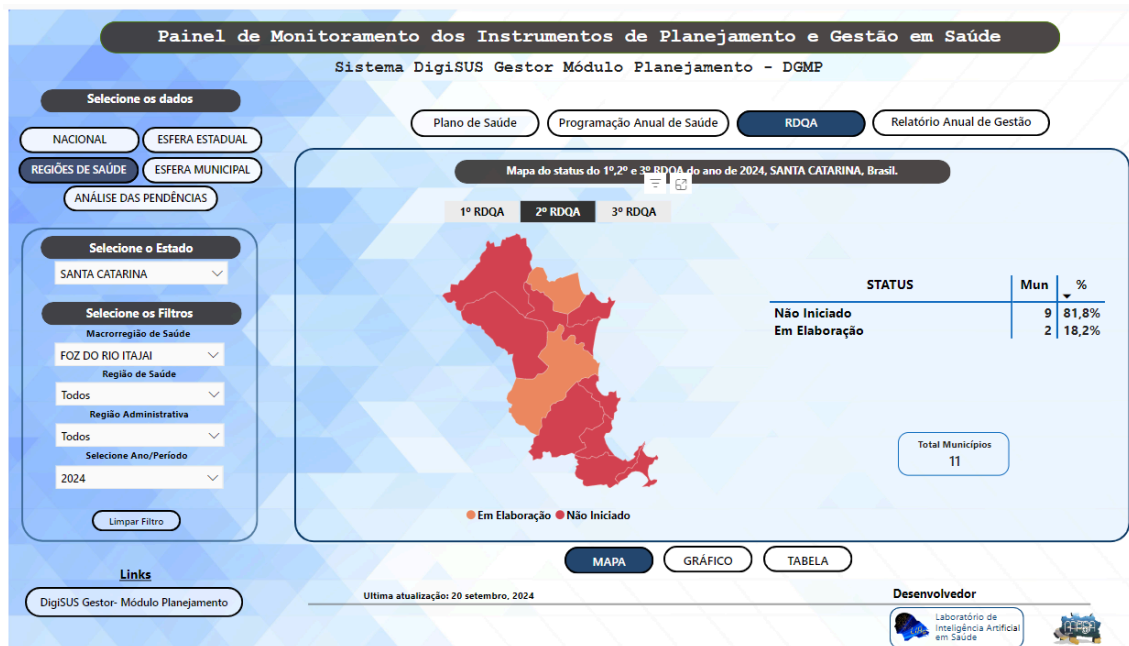 Painel de Monitoramento dos Instrumentos de Planejamento e Gestão em Saúde
Sistema DigiSUS Gestor Módulo Planejamento - DGMP
Selecione os dados
NACIONAL
ESFERA ESTADUAL
REGIÕES DE SAÚDE
ESFERA MUNICIPAL
ANÁLISE DAS PENDÊNCIAS
Selecione o Estado
SANTA CATARINA
Selecione os Filtros
Macrorregião de Saúde
FOZ DO RIO ITAJAI
Região de Saúde
Todos
Região Administrativa
Todos
Selecione Ano/Período
2024
Limpar Filtro
Links
DigiSUS Gestor- Módulo Planejamento
Plano de Saúde
Programação Anual de Saúde
RDQA
Relatório Anual de Gestão
Mapa do status do 1º,2º e 3º RDQA do ano de 2024, SANTA CATARINA, Brasil.
1º RDQA 2º RDQA 3º RDQA
STATUS Mun %
Não Iniciado 9 81,8%
Em Elaboração 2 18,2%
Total Municípios
11
Em Elaboração Não Iniciado
MAPA
GRÁFICO
TABELA
Ultima atualização: 20 setembro, 2024
Desenvolvedor
Laboratório de
Inteligência Artificial
em Saúde